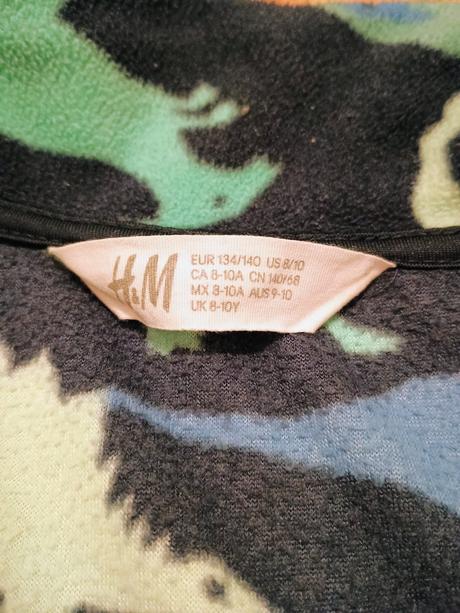 H&M
EUR 134/140 US 8/10
CA 8-10A CN 140/68
MX 8-10A AUS 9-10
UK 8-10Y